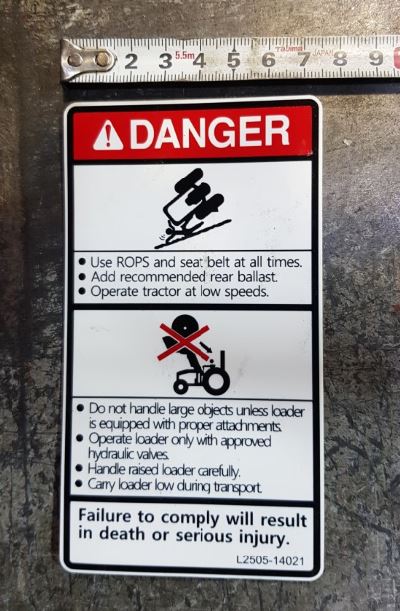 2 3 5.5m 4 5 6 7 Tajima JAPAN 8 9
DANGER
• Use ROPS and seat belt at all times.
• Add recommended rear ballast.
• Operate tractor at low speeds.
• Do not handle large objects unless loader
is equipped with proper attachments.
• Operate loader only with approved
hydraulic valves.
• Handle raised loader carefully.
• Carry loader low during transport.
Failure to comply will result
in death or serious injury.
L2505-14021